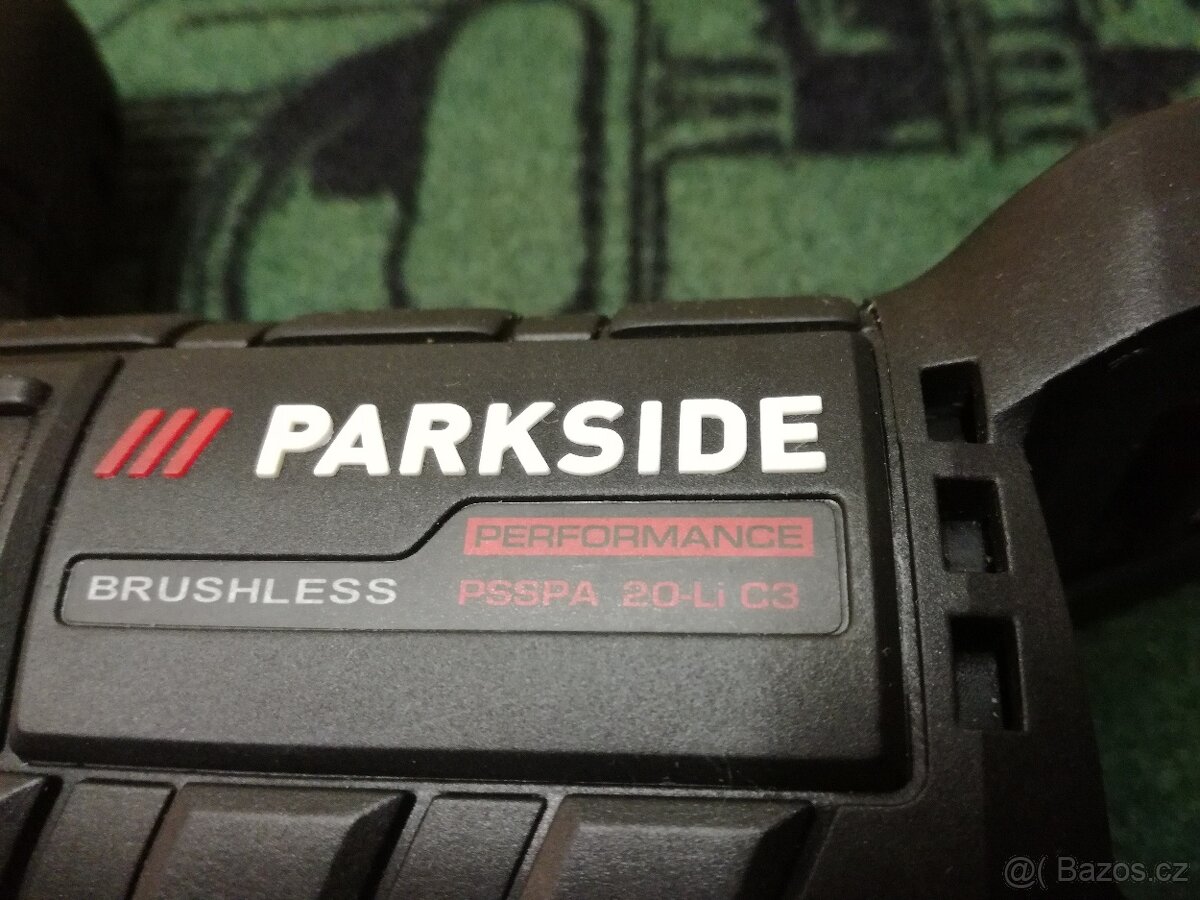 PARKSIDE
PERFORMANCE
BRUSHLESS PSSPA 20-Li C3
@( Bazos.cz